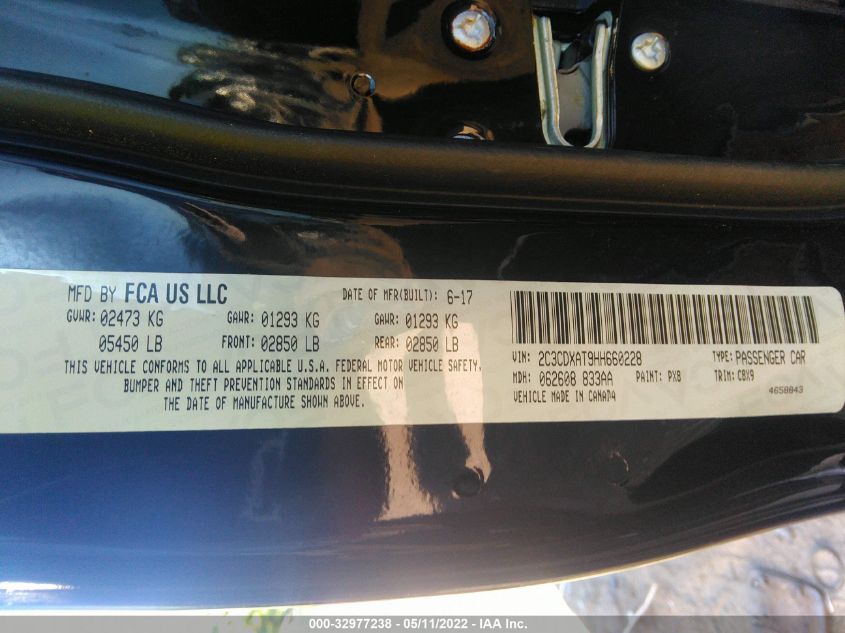 MFD BY FCA US LLC DATE OF MFR(BUILT): 6-17
GVWR: 02473 KG GAWR: 01293 KG GAWR: 01293 KG
05450 LB FRONT: 02850 LB REAR: 02850 LB
THIS VEHICLE CONFORMS TO ALL APPLICABLE U.S.A. FEDERAL MOTOR VEHICLE SAFETY,
BUMPER AND THEFT PREVENTION STANDARDS IN EFFECT ON
THE DATE OF MANUFACTURE SHOWN ABOVE.
VIN: 2C3CDXAT9HH660228 TYPE: PASSENGER CAR
MDH: 062608 833AA PAINT: PX8 TRIM: C8X9
VEHICLE MADE IN CANADA 4658843
000-32977238 - 05/11/2022 - IAA Inc.